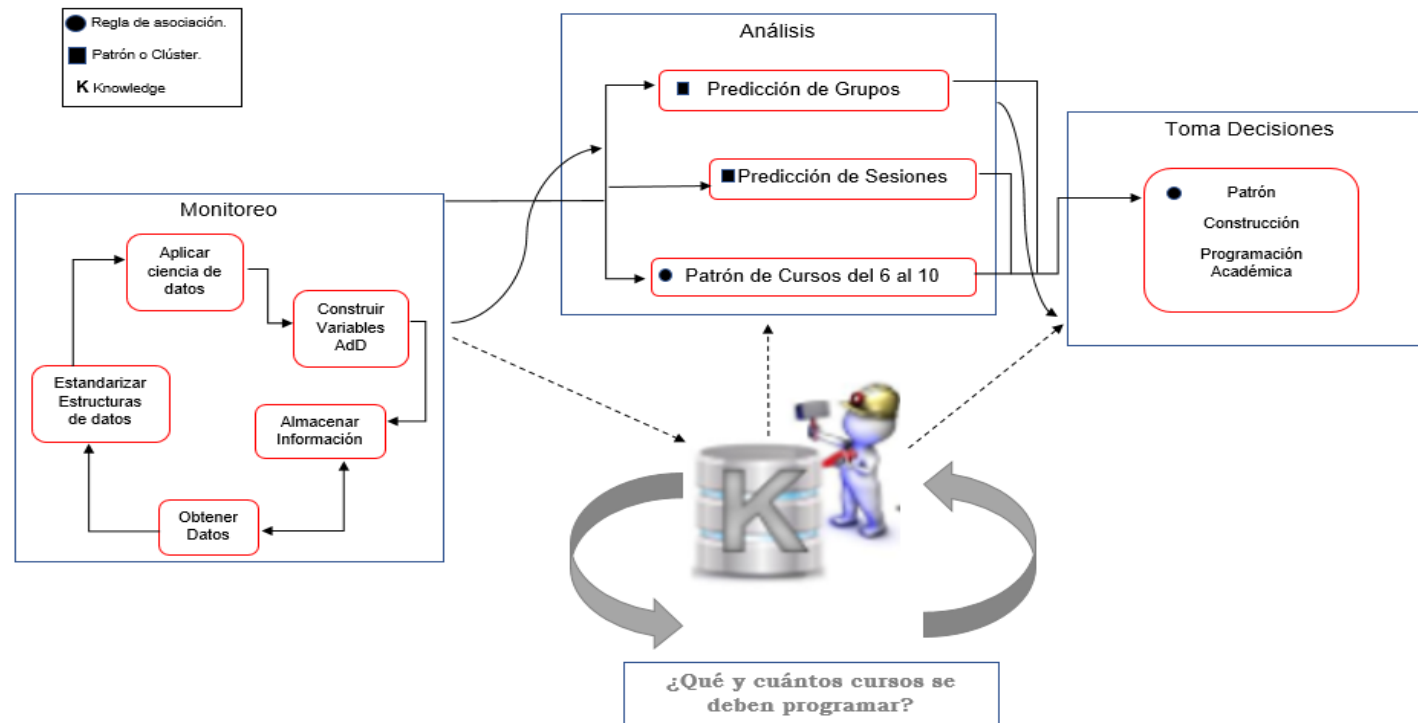 Regla de asociación.
Patrón o Clúster.
K Knowledge
Monitoreo
Aplicar
ciencia de
datos
Construir
Variables
AdD
Estandarizar
Estructuras
de datos
Almacenar
Información
Obtener
Datos
Análisis
Predicción de Grupos
Predicción de Sesiones
Patrón de Cursos del 6 al 10
Toma Decisiones
Patrón
Construcción
Programación
Académica
K
¿Qué y cuántos cursos se
deben programar?